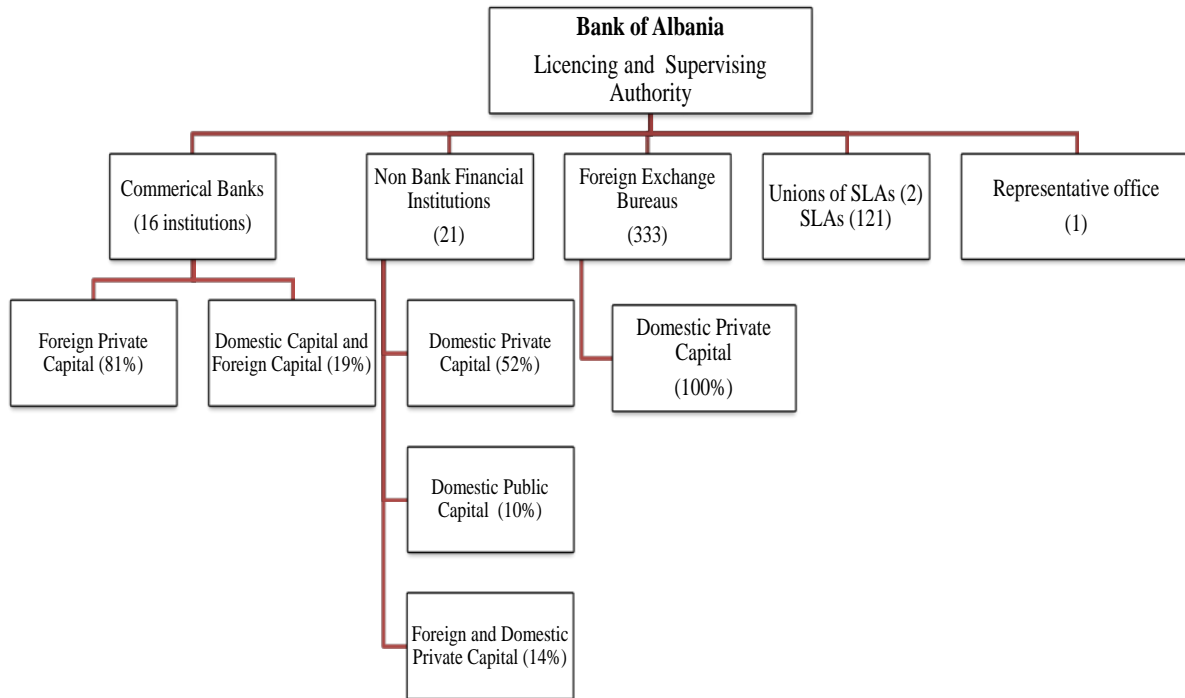 Bank of Albania
Licencing and Supervising
Authority
Commerical Banks
(16 institutions)
Non Bank Financial
Institutions
(21)
Foreign Exchange
Bureaus
(333)
Unions of SLAs (2)
SLAs (121)
Representative office
(1)
Foreign Private
Capital (81%)
Domestic Capital and
Foreign Capital (19%)
Domestic Private
Capital (52%)
Domestic Private
Capital
(100%)
Domestic Public
Capital (10%)
Foreign and Domestic
Private Capital (14%)